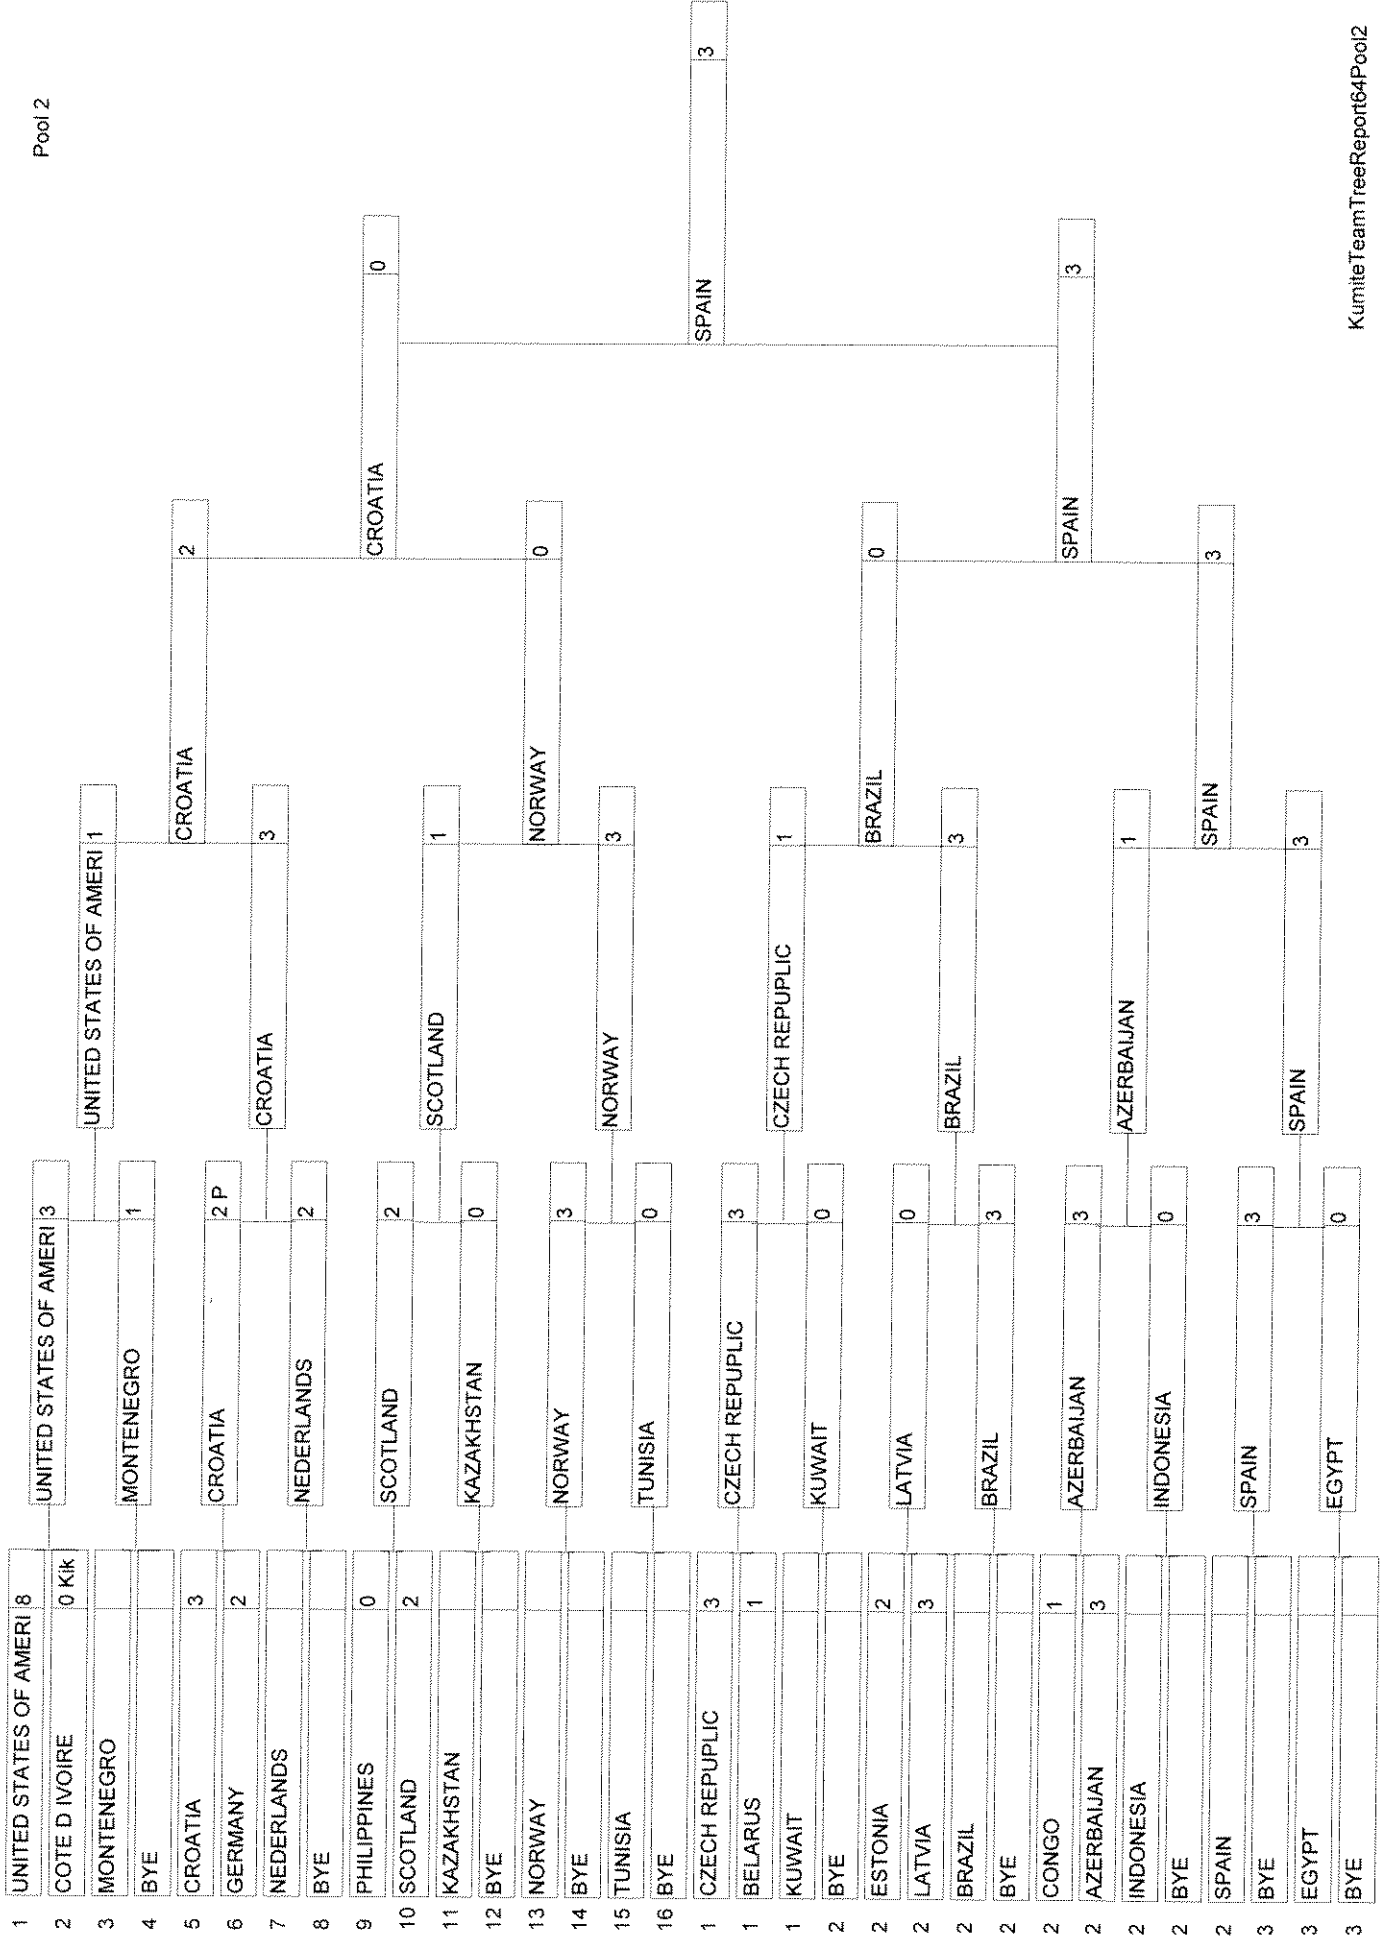 Pool 2
1 UNITED STATES OF AMERI 8
2 COTE D IVOIRE 0 Kik
3 MONTENEGRO
4 BYE
5 CROATIA 3
6 GERMANY 2
7 NEDERLANDS
8 BYE
9 PHILIPPINES 0
10 SCOTLAND 2
11 KAZAKHSTAN
12 BYE
13 NORWAY
14 BYE
15 TUNISIA
16 BYE
1 CZECH REPUPLIC 3
1 BELARUS 1
1 KUWAIT
2 BYE
2 ESTONIA 2
2 LATVIA 3
2 BRAZIL
2 BYE
2 CONGO 1
2 AZERBAIJAN 3
2 INDONESIA
2 BYE
2 SPAIN
3 BYE
3 EGYPT
3 BYE
UNITED STATES OF AMERI 3
MONTENEGRO 1
CROATIA 2 P
NEDERLANDS 2
SCOTLAND 2
KAZAKHSTAN 0
NORWAY 3
TUNISIA 0
CZECH REPUPLIC 3
KUWAIT 0
LATVIA 0
BRAZIL 3
AZERBAIJAN 3
INDONESIA 0
SPAIN 3
EGYPT 0
UNITED STATES OF AMERI 1
CROATIA 3
SCOTLAND 1
NORWAY 3
CZECH REPUPLIC 1
BRAZIL 3
AZERBAIJAN 1
SPAIN 3
CROATIA 2
NORWAY 0
BRAZIL 0
SPAIN 3
CROATIA 0
SPAIN 3
SPAIN 3
KumiteTeamTreeReport64Pool2